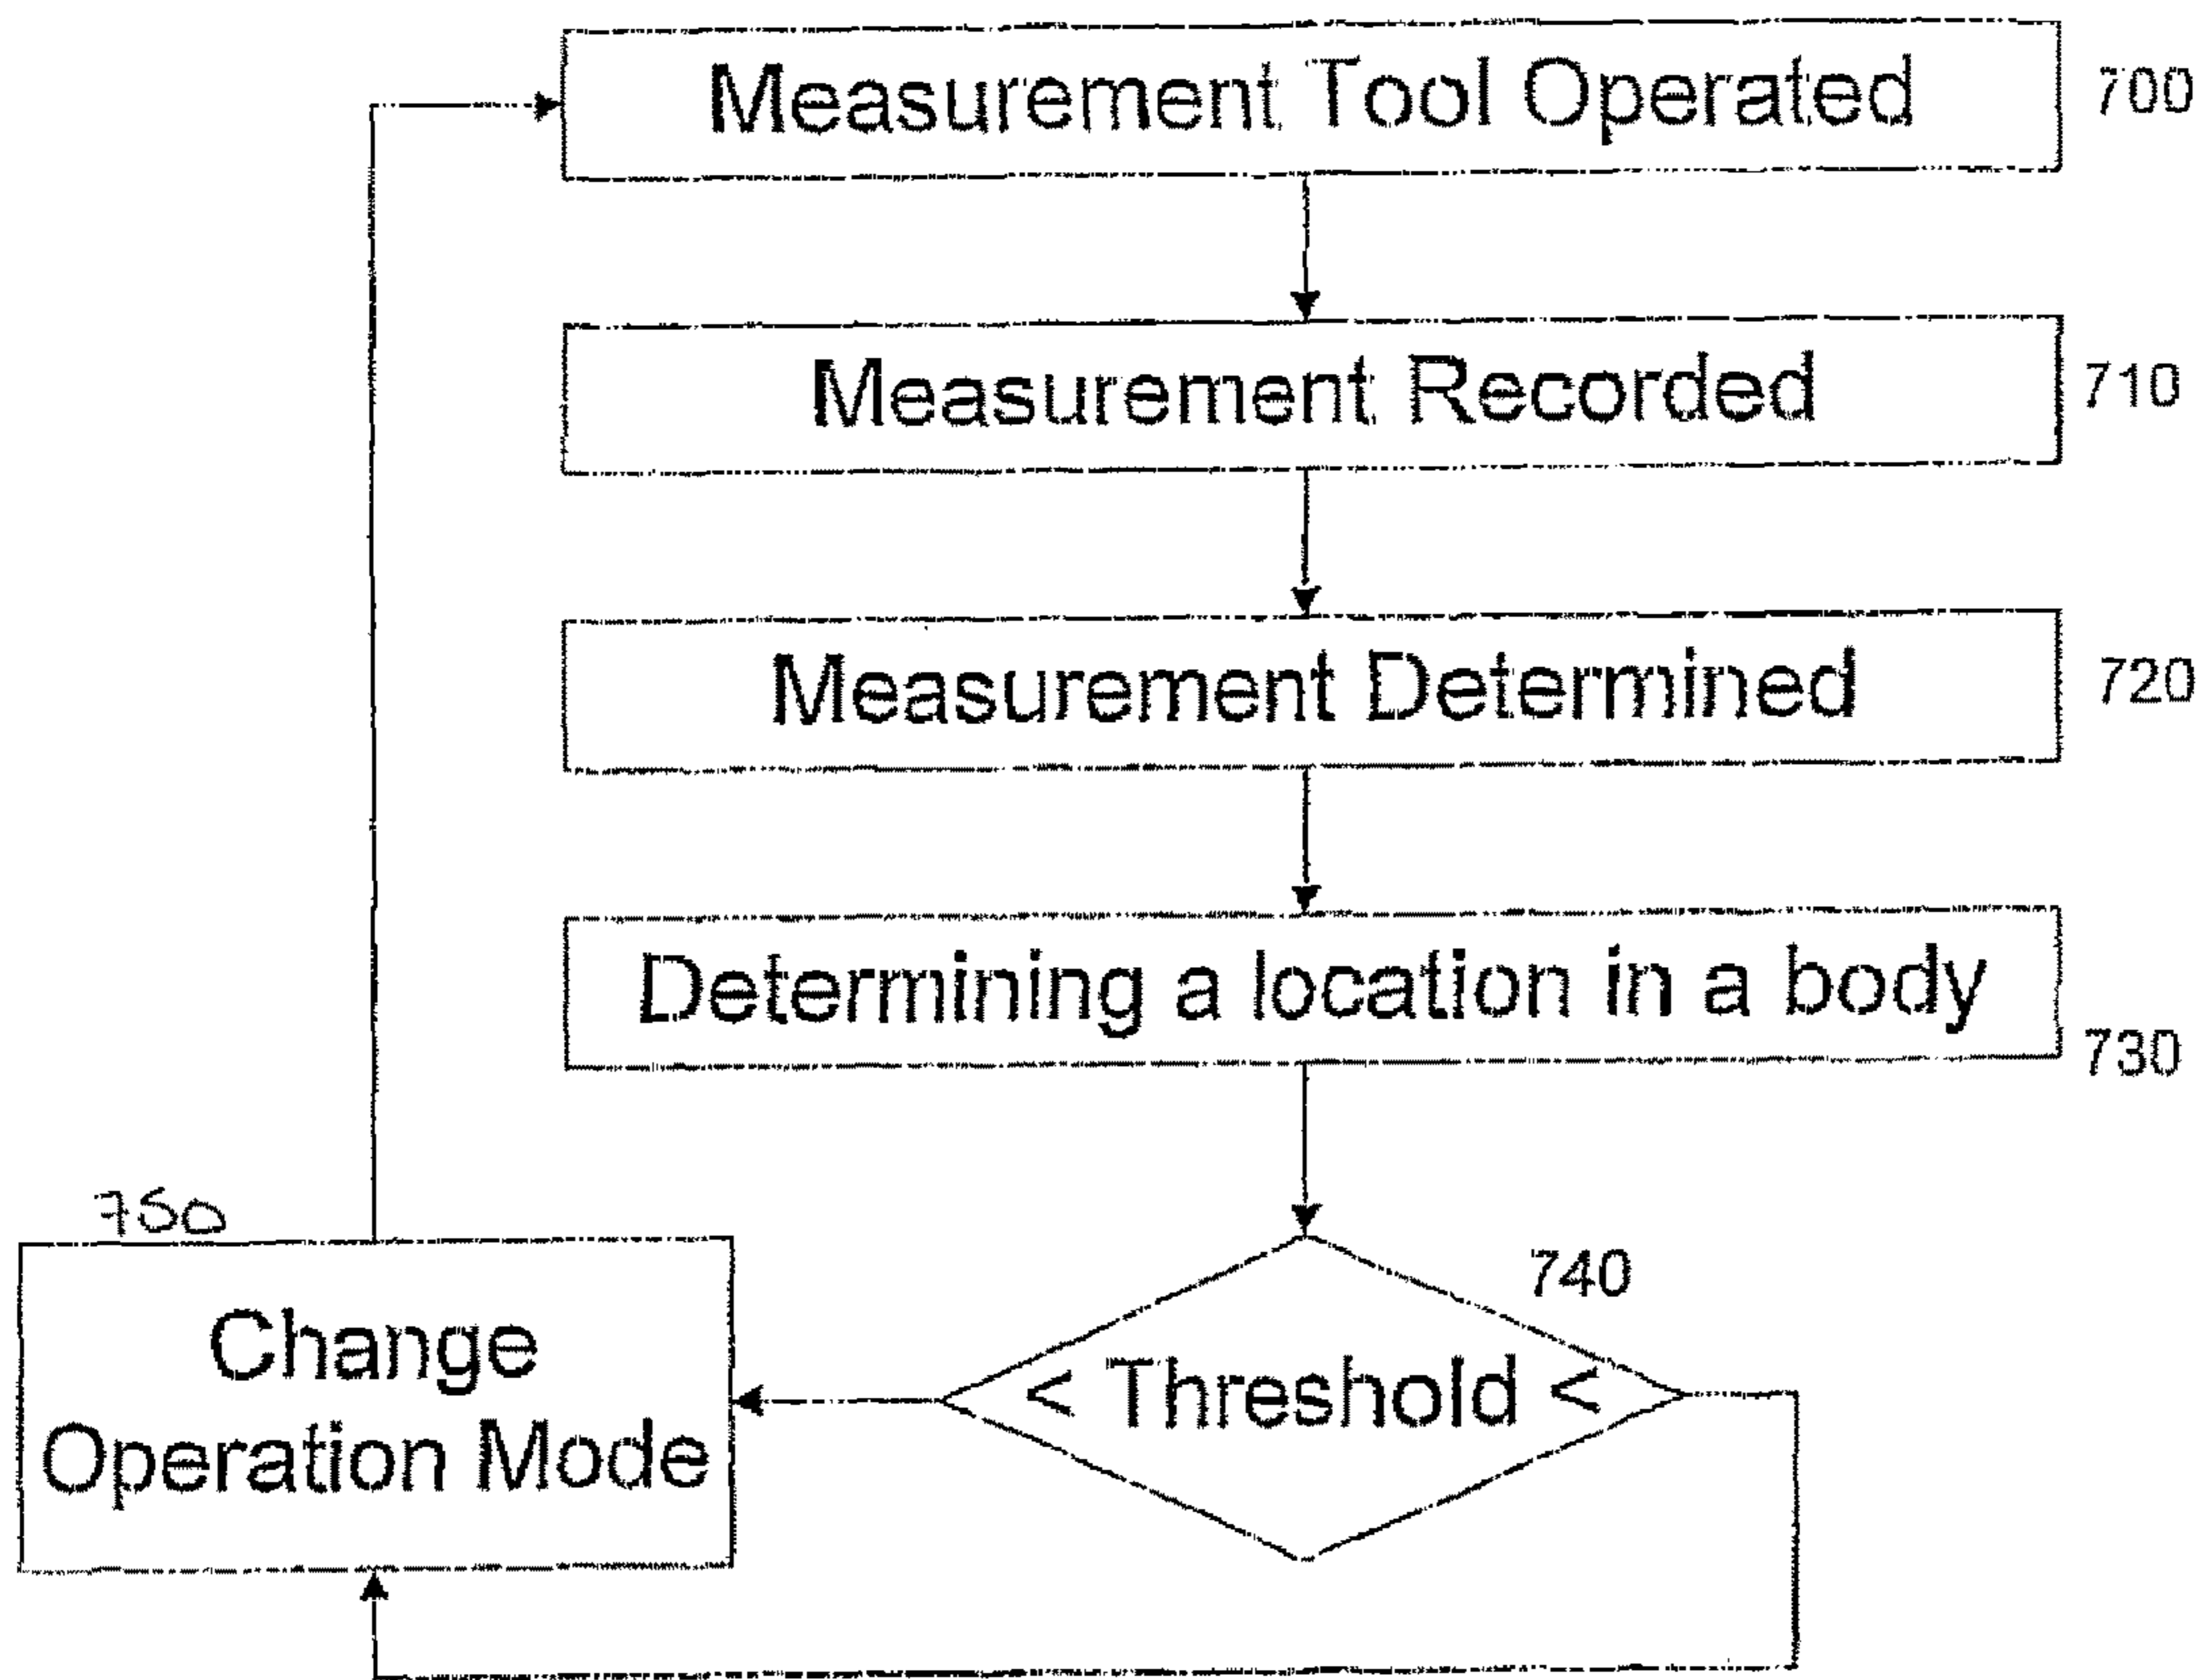 Measurement Tool Operated
700
Measurement Recorded
710
Measurement Determined
720
Determining a location in a body
730
750
740
Change
Operation Mode
< Threshold <